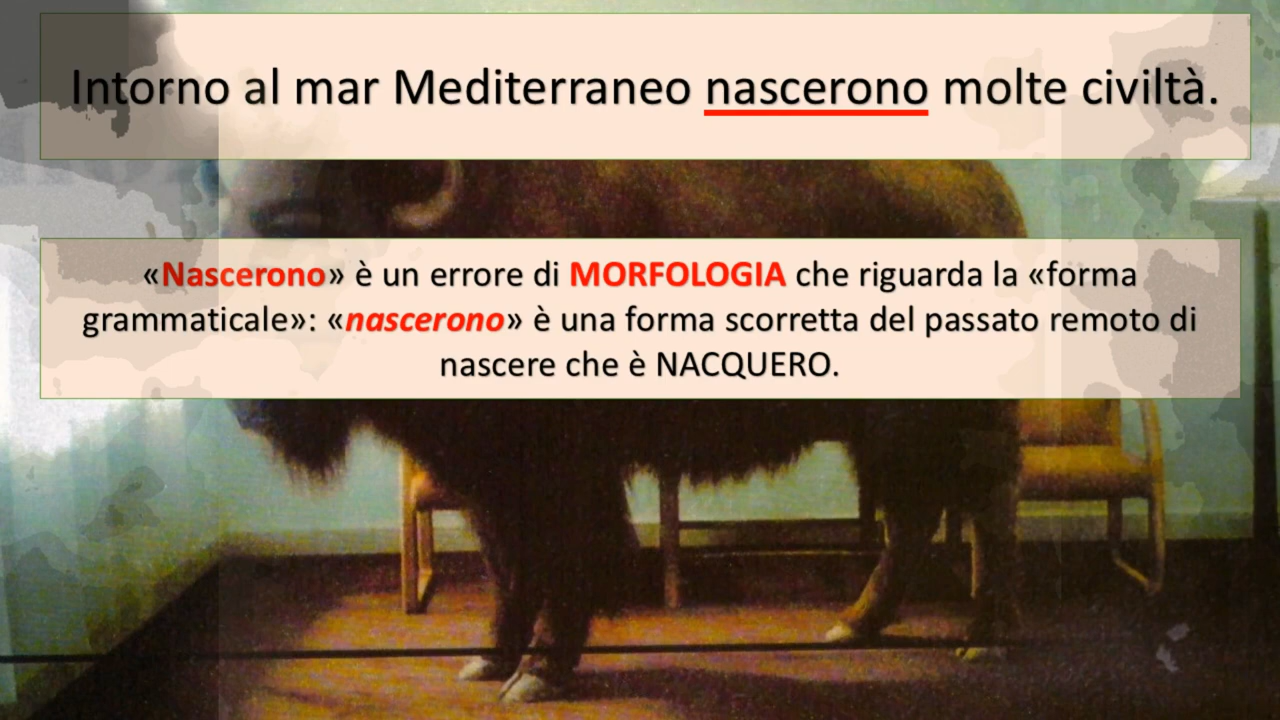 Intorno al mar Mediterraneo nascerono molte civiltà.
«Nascerono» è un errore di MORFOLOGIA che riguarda la «forma
grammaticale»: «nascerono» è una forma scorretta del passato remoto di
nascere che è NACQUERO.